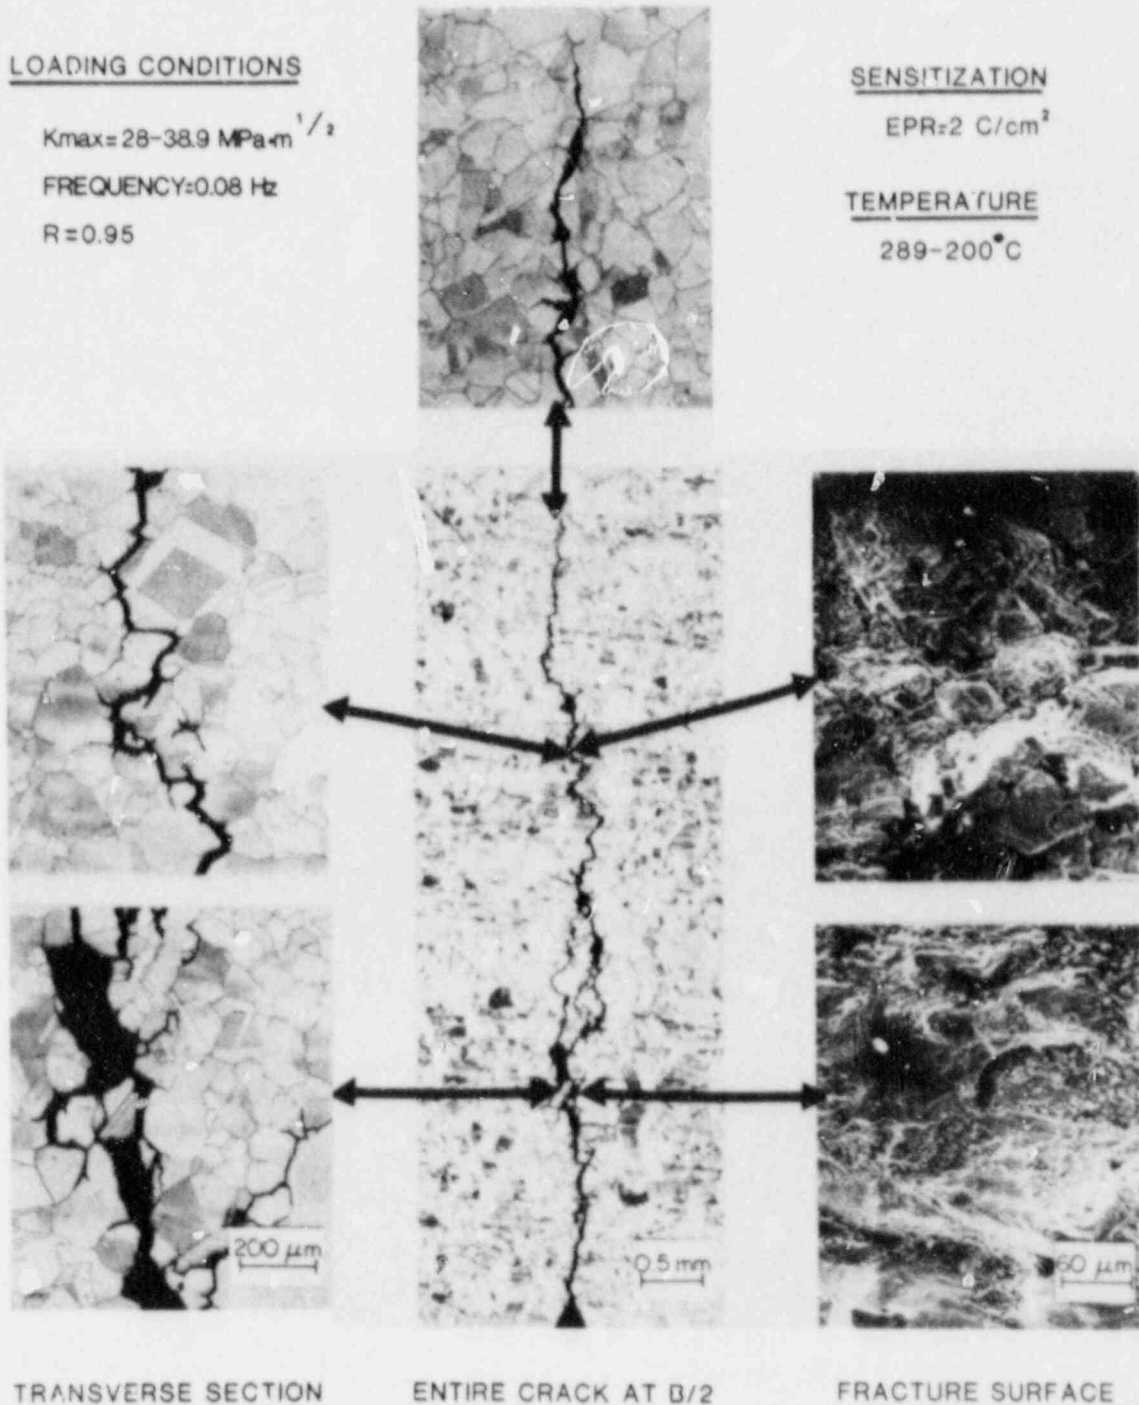 LOADING CONDITIONS
Kmax=28-38.9 MPa·m^1/2
FREQUENCY=0.08 Hz
R=0.95
SENSITIZATION
EPR=2 C/cm²
TEMPERATURE
289-200°C
200 μm
0.5 mm
60 μm
TRANSVERSE SECTION
ENTIRE CRACK AT B/2
FRACTURE SURFACE